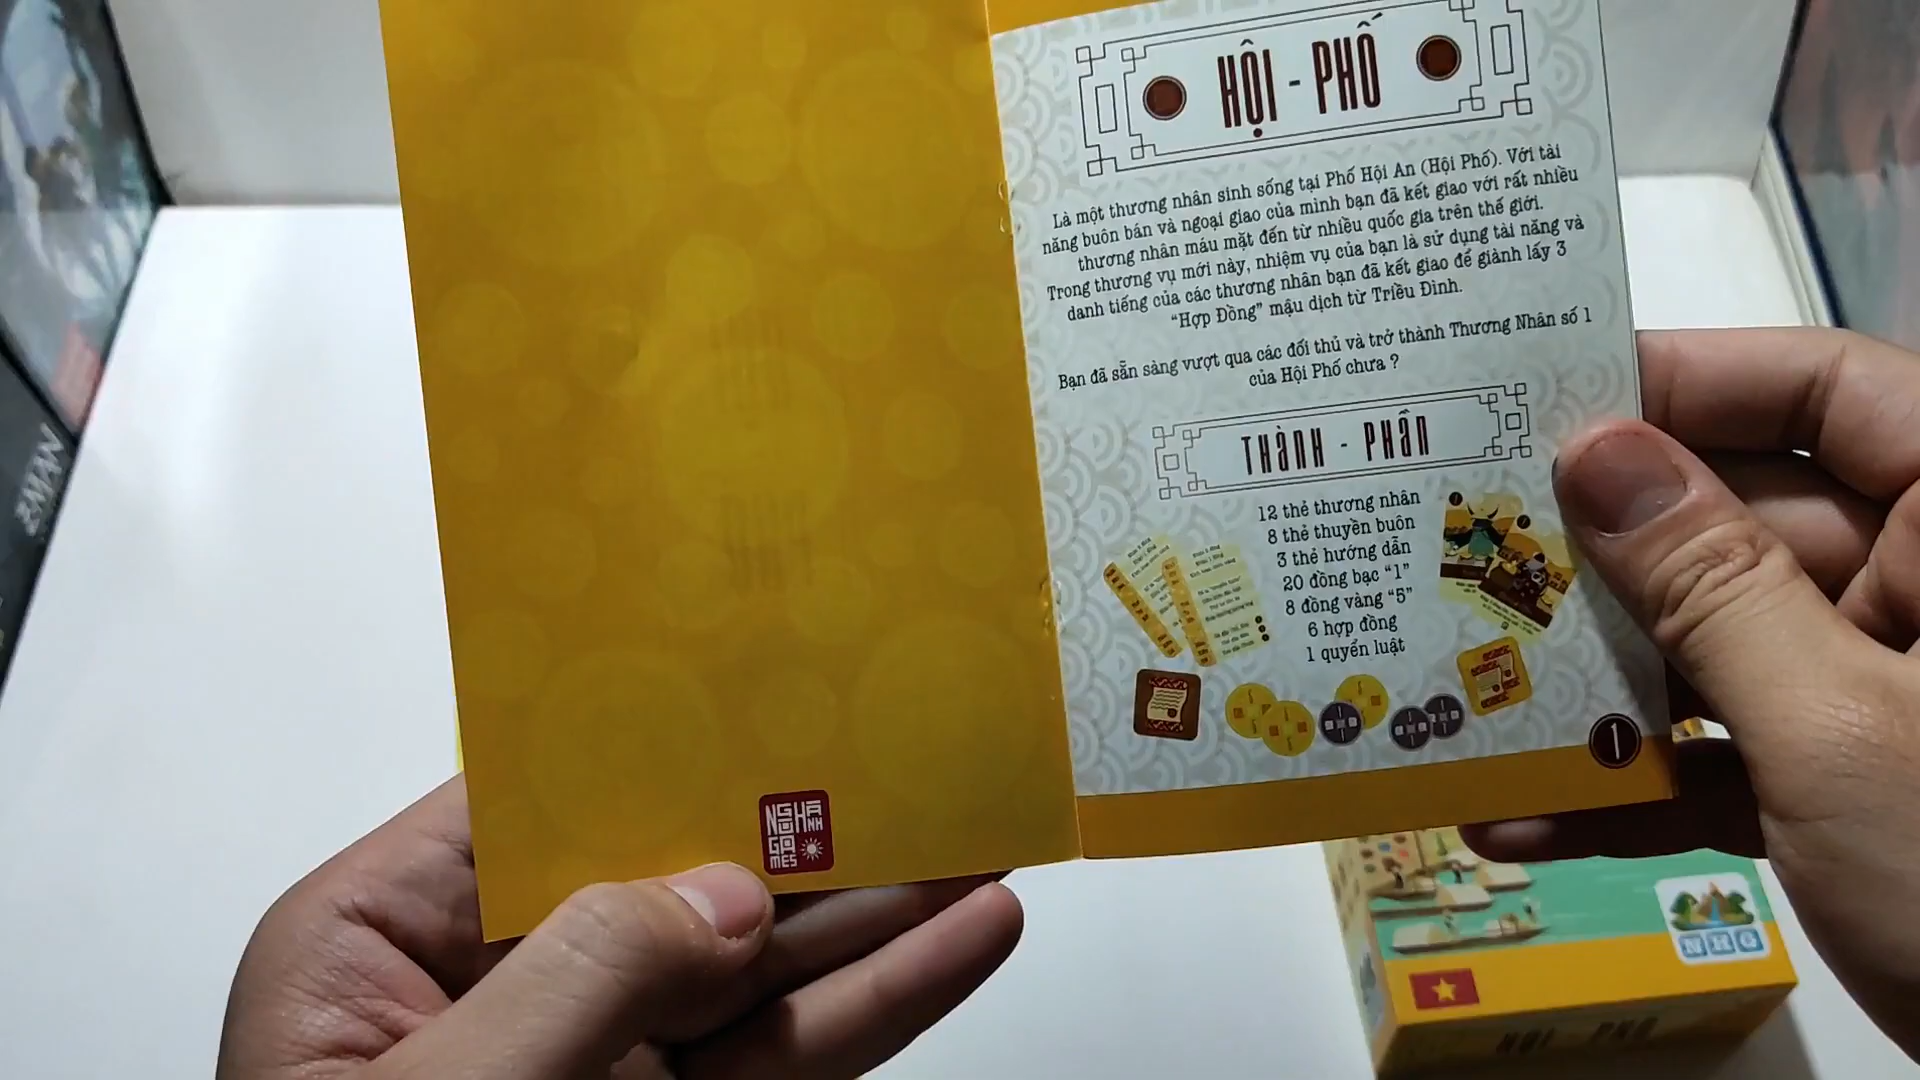 HỘI - PHỐ
Là một thương nhân sinh sống tại Phố Hội An (Hội Phố). Với tài
năng buôn bán và ngoại giao của mình bạn đã kết giao với rất nhiều
thương nhân máu mặt đến từ nhiều quốc gia trên thế giới.
Trong thương vụ mới này, nhiệm vụ của bạn là sử dụng tài năng và
danh tiếng của các thương nhân bạn đã kết giao để giành lấy 3
“Hợp Đồng” mậu dịch từ Triều Đình.
Bạn đã sẵn sàng vượt qua các đối thủ và trở thành Thương Nhân số 1
của Hội Phố chưa ?
THÀNH - PHẦN
12 thẻ thương nhân
8 thẻ thuyền buôn
3 thẻ hướng dẫn
20 đồng bạc “1”
8 đồng vàng “5”
6 hợp đồng
1 quyển luật
1
NGŨ HÀNH
GAMES
NHG
HỘI - PHỐ
Z-MAN